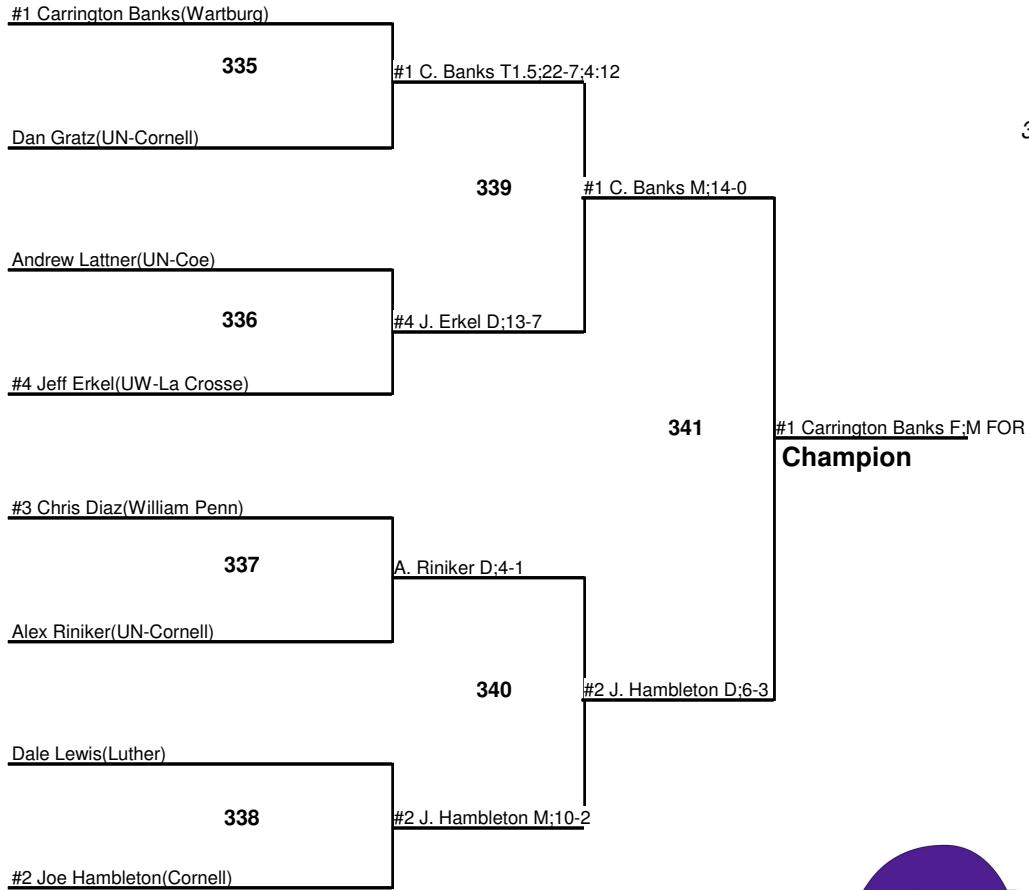 #1 Carrington Banks(Wartburg)
335
#1 C. Banks T1.5;22-7;4:12
Dan Gratz(UN-Cornell)
3
339
#1 C. Banks M;14-0
Andrew Lattner(UN-Coe)
336
#4 J. Erkel D;13-7
#4 Jeff Erkel(UW-La Crosse)
341
#1 Carrington Banks F;M FOR
Champion
#3 Chris Diaz(William Penn)
337
A. Riniker D;4-1
Alex Riniker(UN-Cornell)
340
#2 J. Hambleton D;6-3
Dale Lewis(Luther)
338
#2 J. Hambleton M;10-2
#2 Joe Hambleton(Cornell)